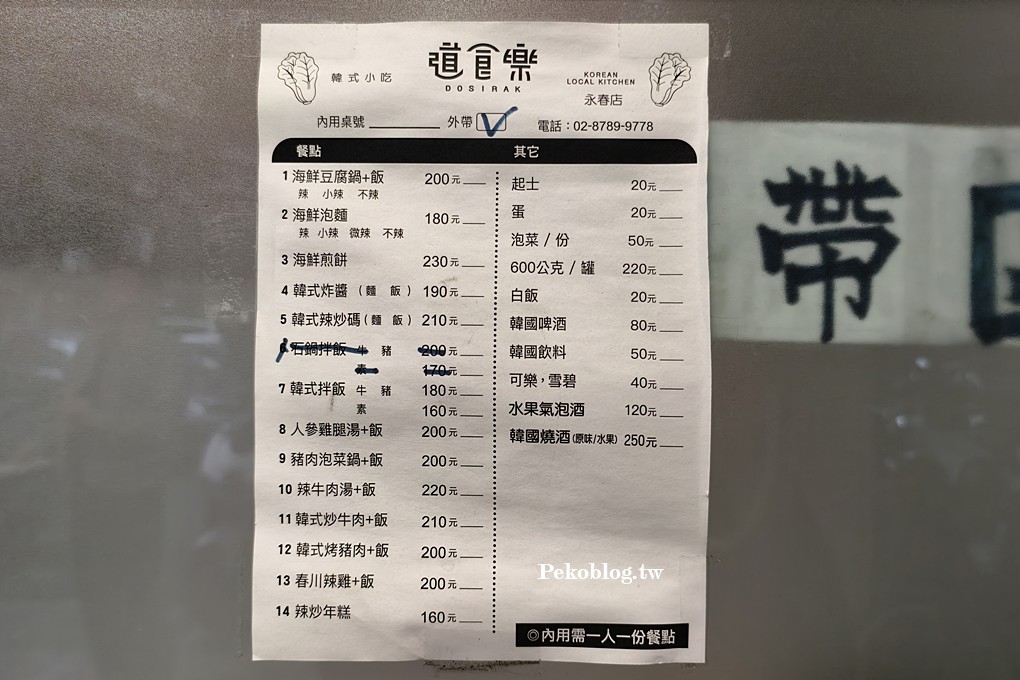 韓式小吃
道食樂
DOSIRAK
KOREAN
LOCAL KITCHEN
永春店
內用桌號 外帶 電話：02-8789-9778
餐點 其它
1 海鮮豆腐鍋+飯 200元
辣 小辣 不辣
2 海鮮泡麵 180元
辣 小辣 微辣 不辣
3 海鮮煎餅 230元
4 韓式炸醬（麵 飯）190元
5 韓式辣炒碼（麵 飯）210元
6 石鍋拌飯 牛 豬 200元
素 170元
7 韓式拌飯 牛 豬 180元
素 160元
8 人參雞腿湯+飯 200元
9 豬肉泡菜鍋+飯 200元
10 辣牛肉湯+飯 220元
11 韓式炒牛肉+飯 210元
12 韓式烤豬肉+飯 200元
13 春川辣雞+飯 200元
14 辣炒年糕 160元
起士 20元
蛋 20元
泡菜 / 份 50元
600公克 / 罐 220元
白飯 20元
韓國啤酒 80元
韓國飲料 50元
可樂，雪碧 40元
水果氣泡酒 120元
韓國燒酒(原味/水果) 250元
◎內用需一人一份餐點
Pekoblog.tw
帶